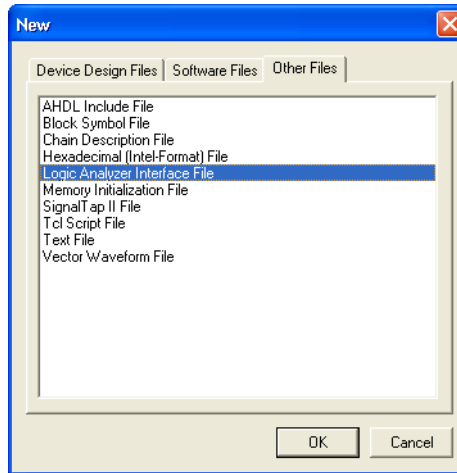 New
Device Design Files Software Files Other Files
AHDL Include File
Block Symbol File
Chain Description File
Hexadecimal (Intel-Format) File
Logic Analyzer Interface File
Memory Initialization File
SignalTap II File
Tcl Script File
Text File
Vector Waveform File
OK Cancel